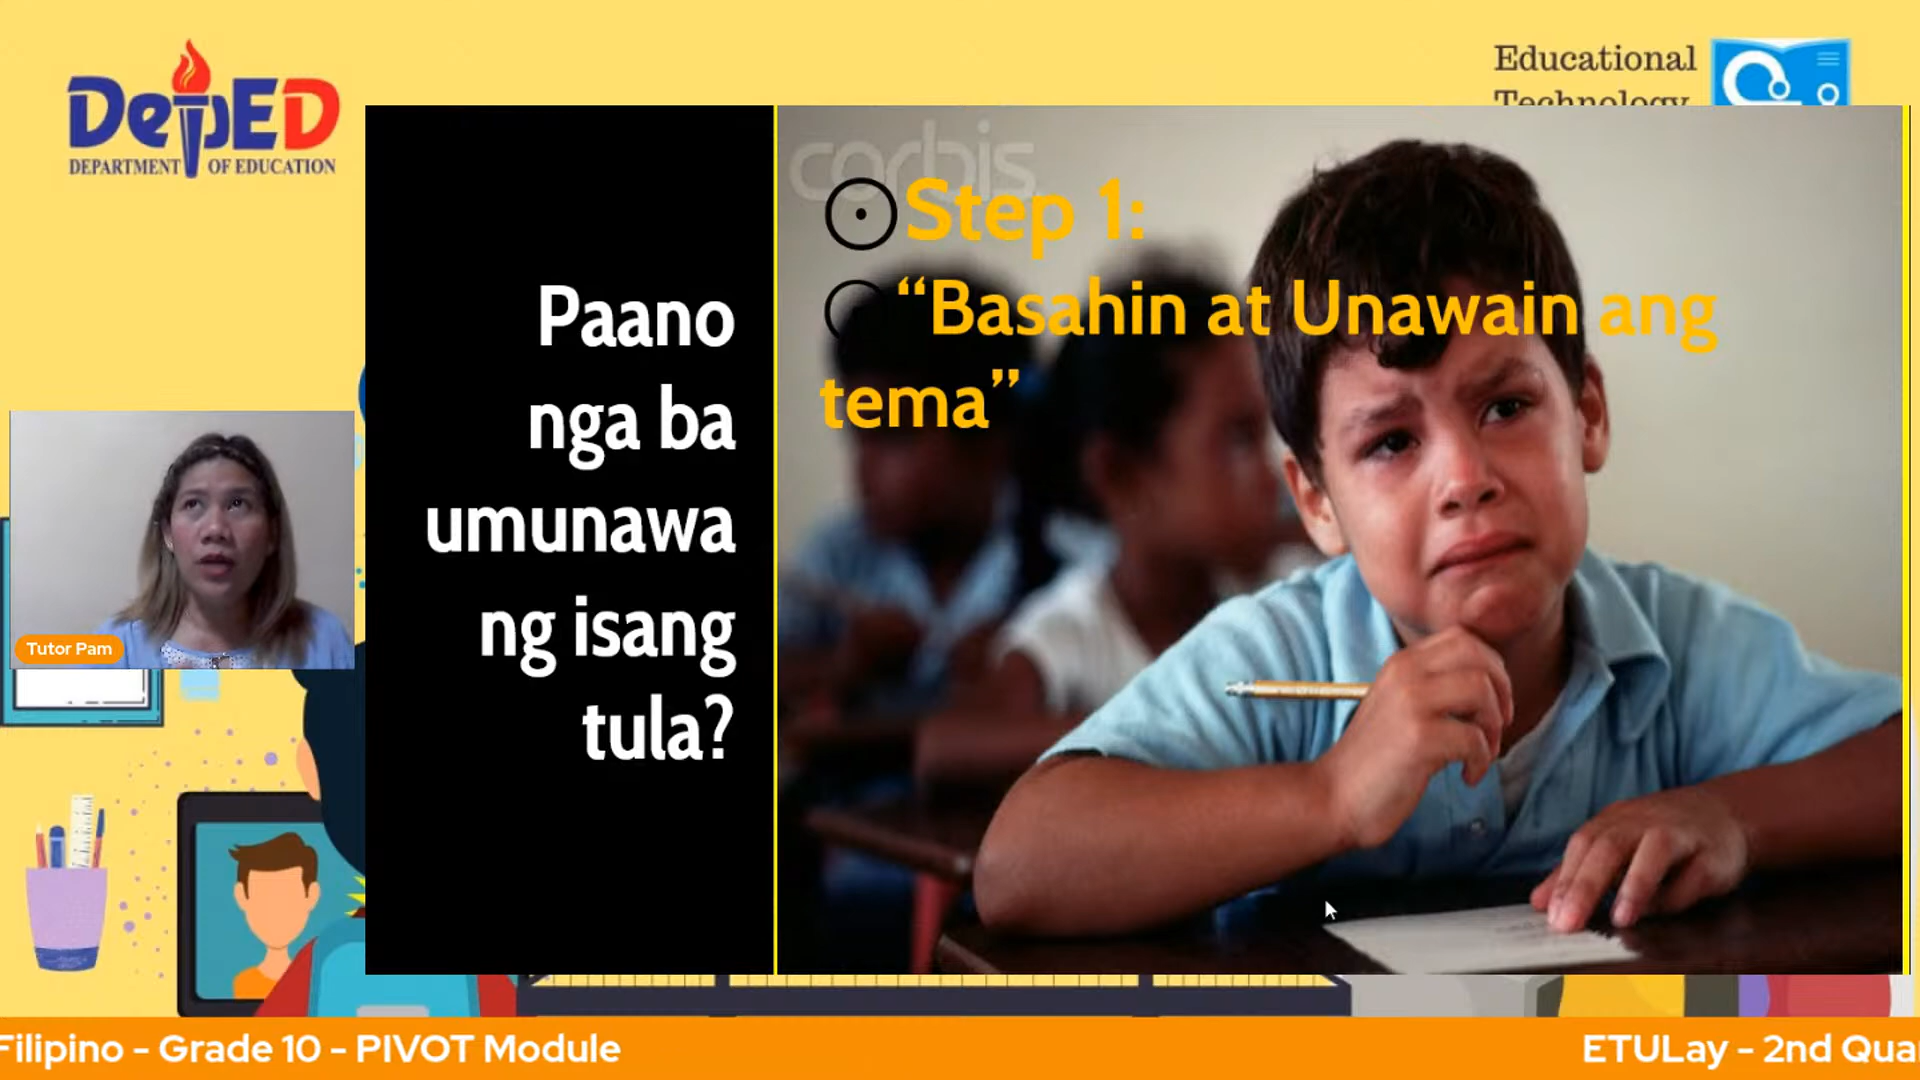 DepED
DEPARTMENT OF EDUCATION
Educational
Technology
corbis
Step 1:
“Basahin at Unawain ang
tema”
Paano
nga ba
umunawa
ng isang
tula?
Tutor Pam
Filipino - Grade 10 - PIVOT Module
ETULay - 2nd Qua